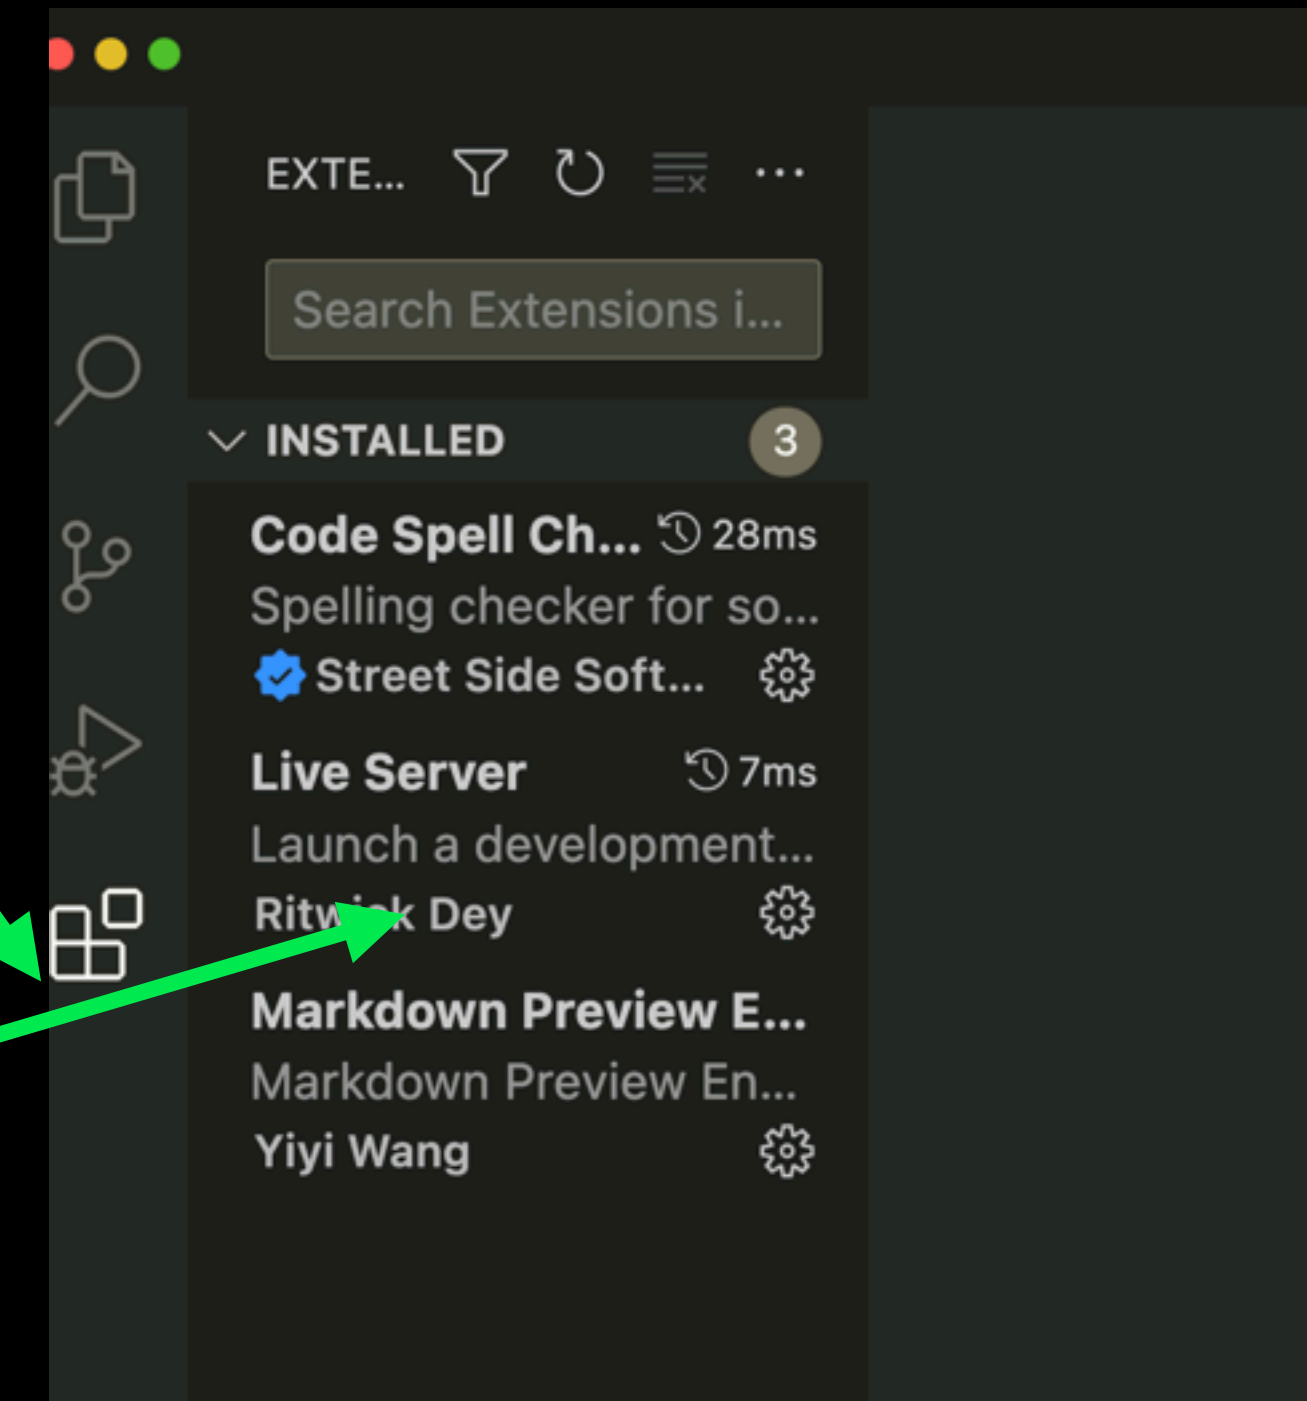 EXTE...
Search Extensions i...
INSTALLED 3
Code Spell Ch... 28ms
Spelling checker for so...
Street Side Soft...
Live Server 7ms
Launch a development...
Ritwick Dey
Markdown Preview E...
Markdown Preview En...
Yiyi Wang